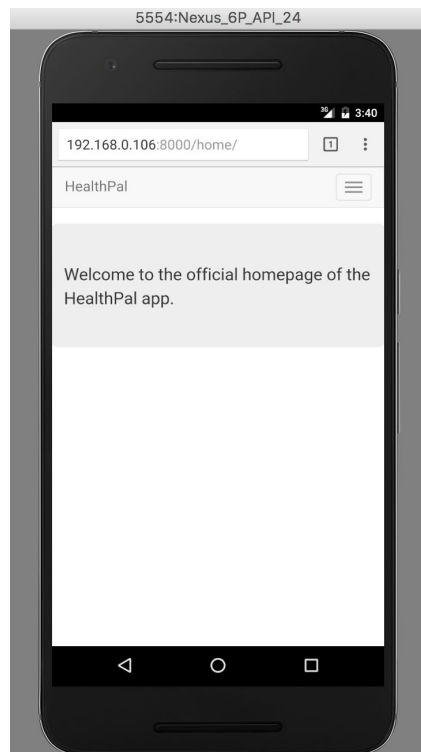 5554:Nexus_6P_API_24
3G 3:40
192.168.0.106:8000/home/ 1
HealthPal
Welcome to the official homepage of the
HealthPal app.